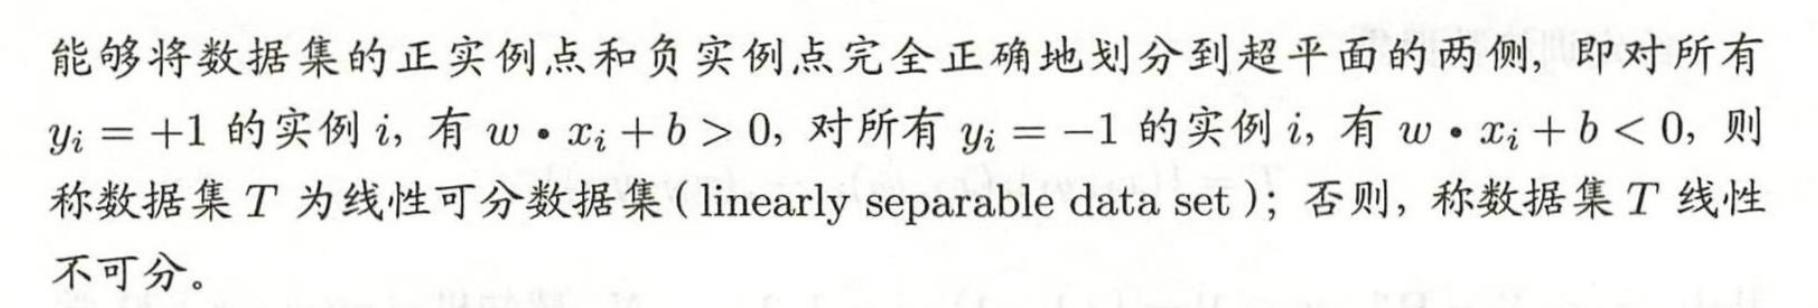 能够将数据集的正实例点和负实例点完全正确地划分到超平面的两侧, 即对所有
y_i = +1 的实例 i, 有 w • x_i + b > 0, 对所有 y_i = −1 的实例 i, 有 w • x_i + b < 0, 则
称数据集 T 为线性可分数据集 ( linearly separable data set ); 否则, 称数据集 T 线性
不可分。